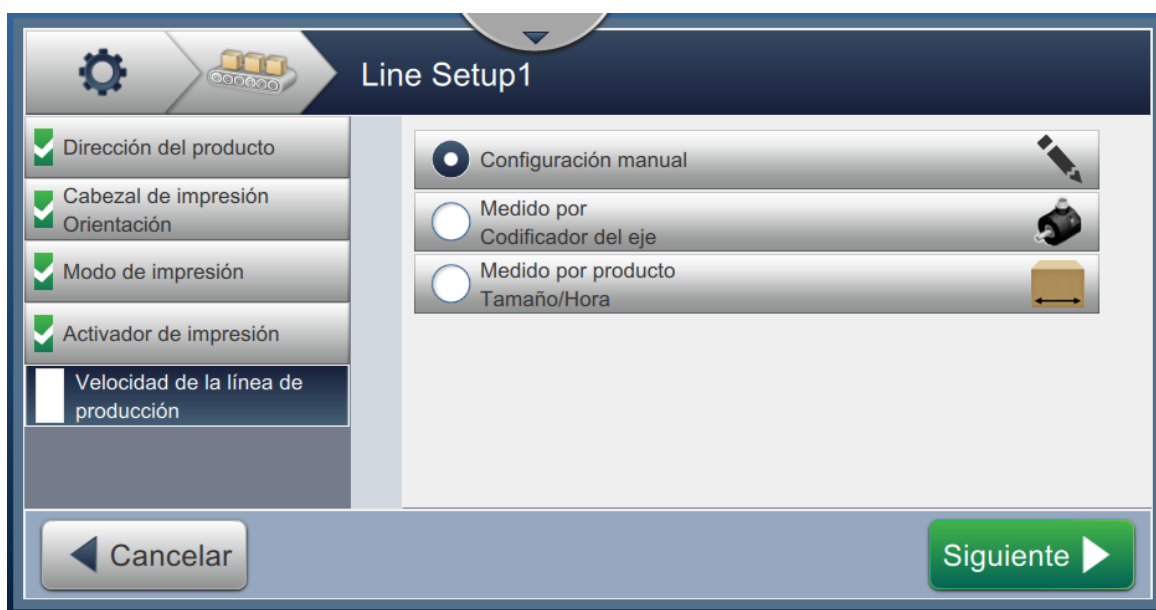 Line Setup1
Dirección del producto
Cabezal de impresión
Orientación
Modo de impresión
Activador de impresión
Velocidad de la línea de
producción
Configuración manual
Medido por
Codificador del eje
Medido por producto
Tamaño/Hora
Cancelar
Siguiente